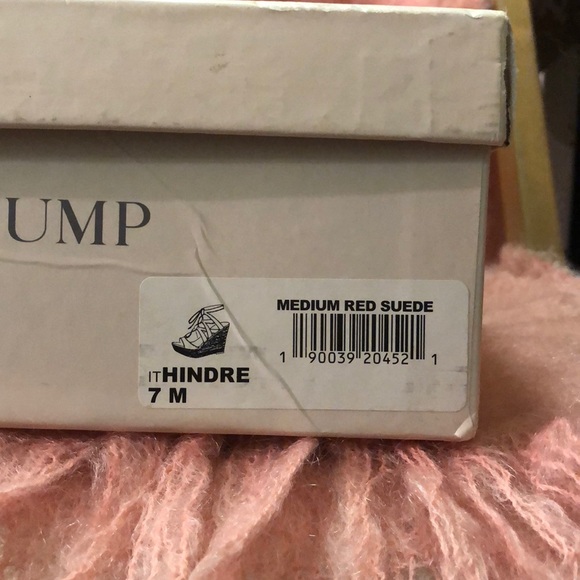 UMP
MEDIUM RED SUEDE
1 90039 20452 1
ITHINDRE
7 M